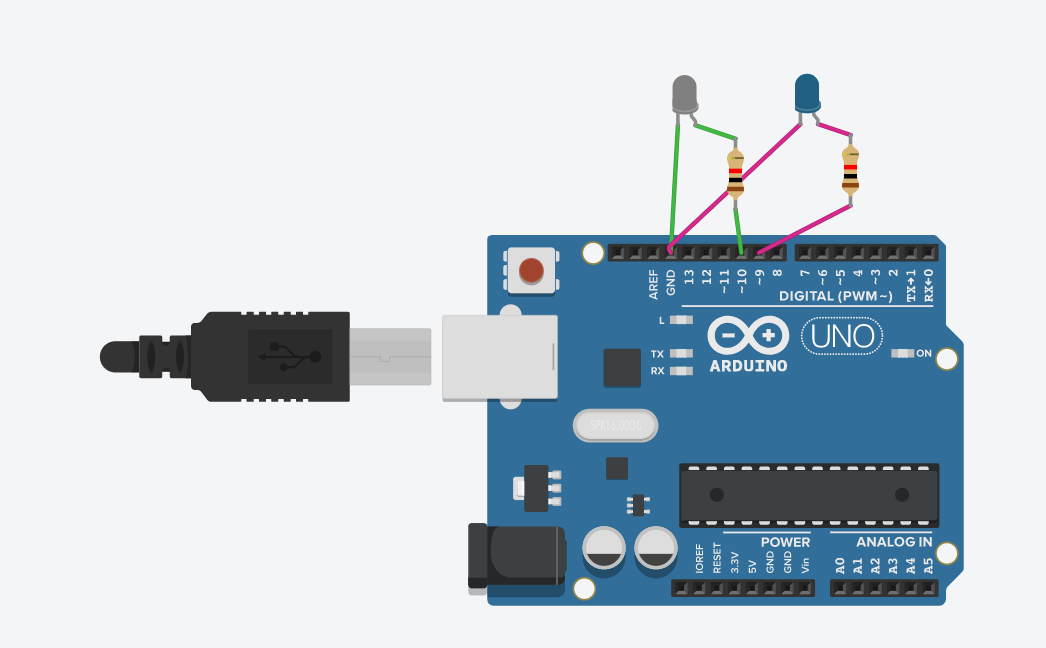 AREF
GND
13
12
~11
~10
~9
8
7
~6
~5
4
~3
2
TX→1
RX←0
DIGITAL (PWM~)
L
TX
RX
UNO
ON
ARDUINO
SPK16.000G
POWER
ANALOG IN
IOREF
RESET
3.3V
5V
GND
GND
Vin
A0
A1
A2
A3
A4
A5